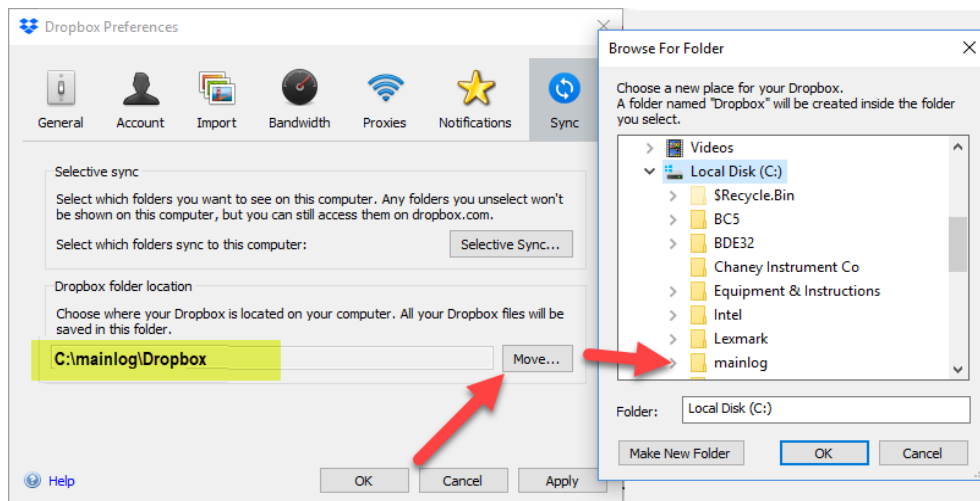 Dropbox Preferences
General
Account
Import
Bandwidth
Proxies
Notifications
Sync
Selective sync
Select which folders you want to see on this computer. Any folders you unselect won't
be shown on this computer, but you can still access them on dropbox.com.
Select which folders sync to this computer:
Selective Sync...
Dropbox folder location
Choose where your Dropbox is located on your computer. All your Dropbox files will be
saved in this folder.
C:\mainlog\Dropbox
Move...
Help
OK
Cancel
Apply
Browse For Folder
Choose a new place for your Dropbox.
A folder named "Dropbox" will be created inside the folder
you select.
Videos
Local Disk (C:)
$Recycle.Bin
BC5
BDE32
Chaney Instrument Co
Equipment & Instructions
Intel
Lexmark
mainlog
Folder:
Local Disk (C:)
Make New Folder
OK
Cancel